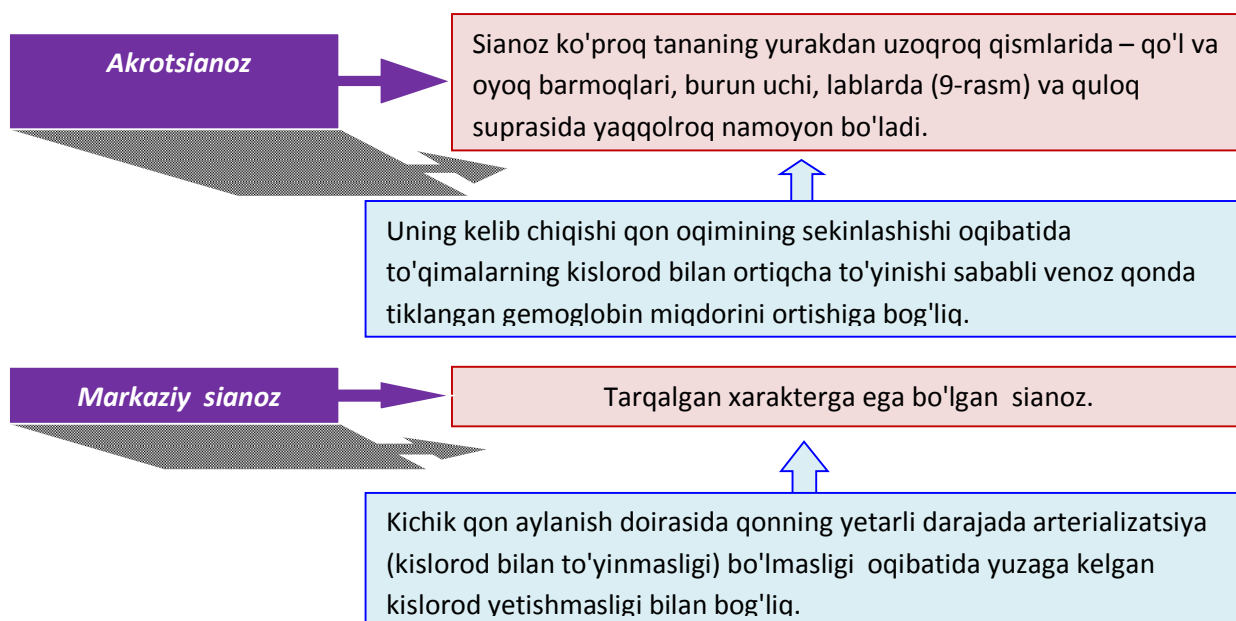 Akrotsianoz
Sianoz ko'proq tananing yurakdan uzoqroq qismlarida – qo'l va
oyoq barmoqlari, burun uchi, lablarda (9-rasm) va quloq
suprasida yaqqolroq namoyon bo'ladi.
Uning kelib chiqishi qon oqimining sekinlashishi oqibatida
to'qimalarning kislorod bilan ortiqcha to'yinishi sababli venoz qonda
tiklangan gemoglobin miqdorini ortishiga bog'liq.
Markaziy sianoz
Tarqalgan xarakterga ega bo'lgan sianoz.
Kichik qon aylanish doirasida qonning yetarli darajada arterializatsiya
(kislorod bilan to'yinmasligi) bo'lmasligi oqibatida yuzaga kelgan
kislorod yetishmasligi bilan bog'liq.